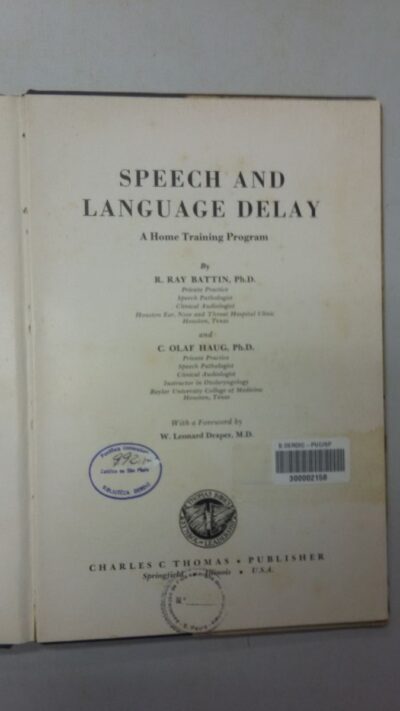 SPEECH AND
LANGUAGE DELAY
A Home Training Program
By
R. RAY BATTIN, Ph.D.
Private Practice
Speech Pathologist
Clinical Audiologist
Houston Ear, Nose and Throat Hospital Clinic
Houston, Texas
and
C. OLAF HAUG, Ph.D.
Private Practice
Speech Pathologist
Clinical Audiologist
Instructor in Otolaryngology
Baylor University College of Medicine
Houston, Texas
With a Foreword by
W. Leonard Draper, M.D.
BIBLIOTECA
300002158
CHARLES C THOMAS • PUBLISHER
Springfield • Illinois • U.S.A.